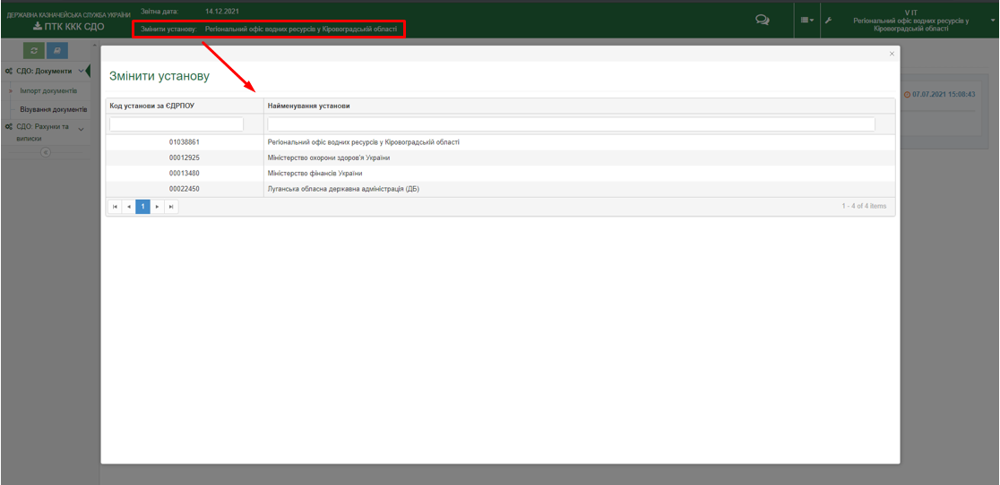 ДЕРЖАВНА КАЗНАЧЕЙСЬКА СЛУЖБА УКРАЇНИ
ПТК ККК СДО
Звітна дата: 14.12.2021
Змінити установу: Регіональний офіс водних ресурсів у Кіровоградській області
V IT
Регіональний офіс водних ресурсів у
Кіровоградській області
СДО: Документи
Імпорт документів
Візування документів
СДО: Рахунки та
виписки
07.07.2021 15:08:43
Змінити установу
Код установи за ЄДРПОУ Найменування установи
01038861 Регіональний офіс водних ресурсів у Кіровоградській області
00012925 Міністерство охорони здоров'я України
00013480 Міністерство фінансів України
00022450 Луганська обласна державна адміністрація (ДБ)
1
1 - 4 of 4 items